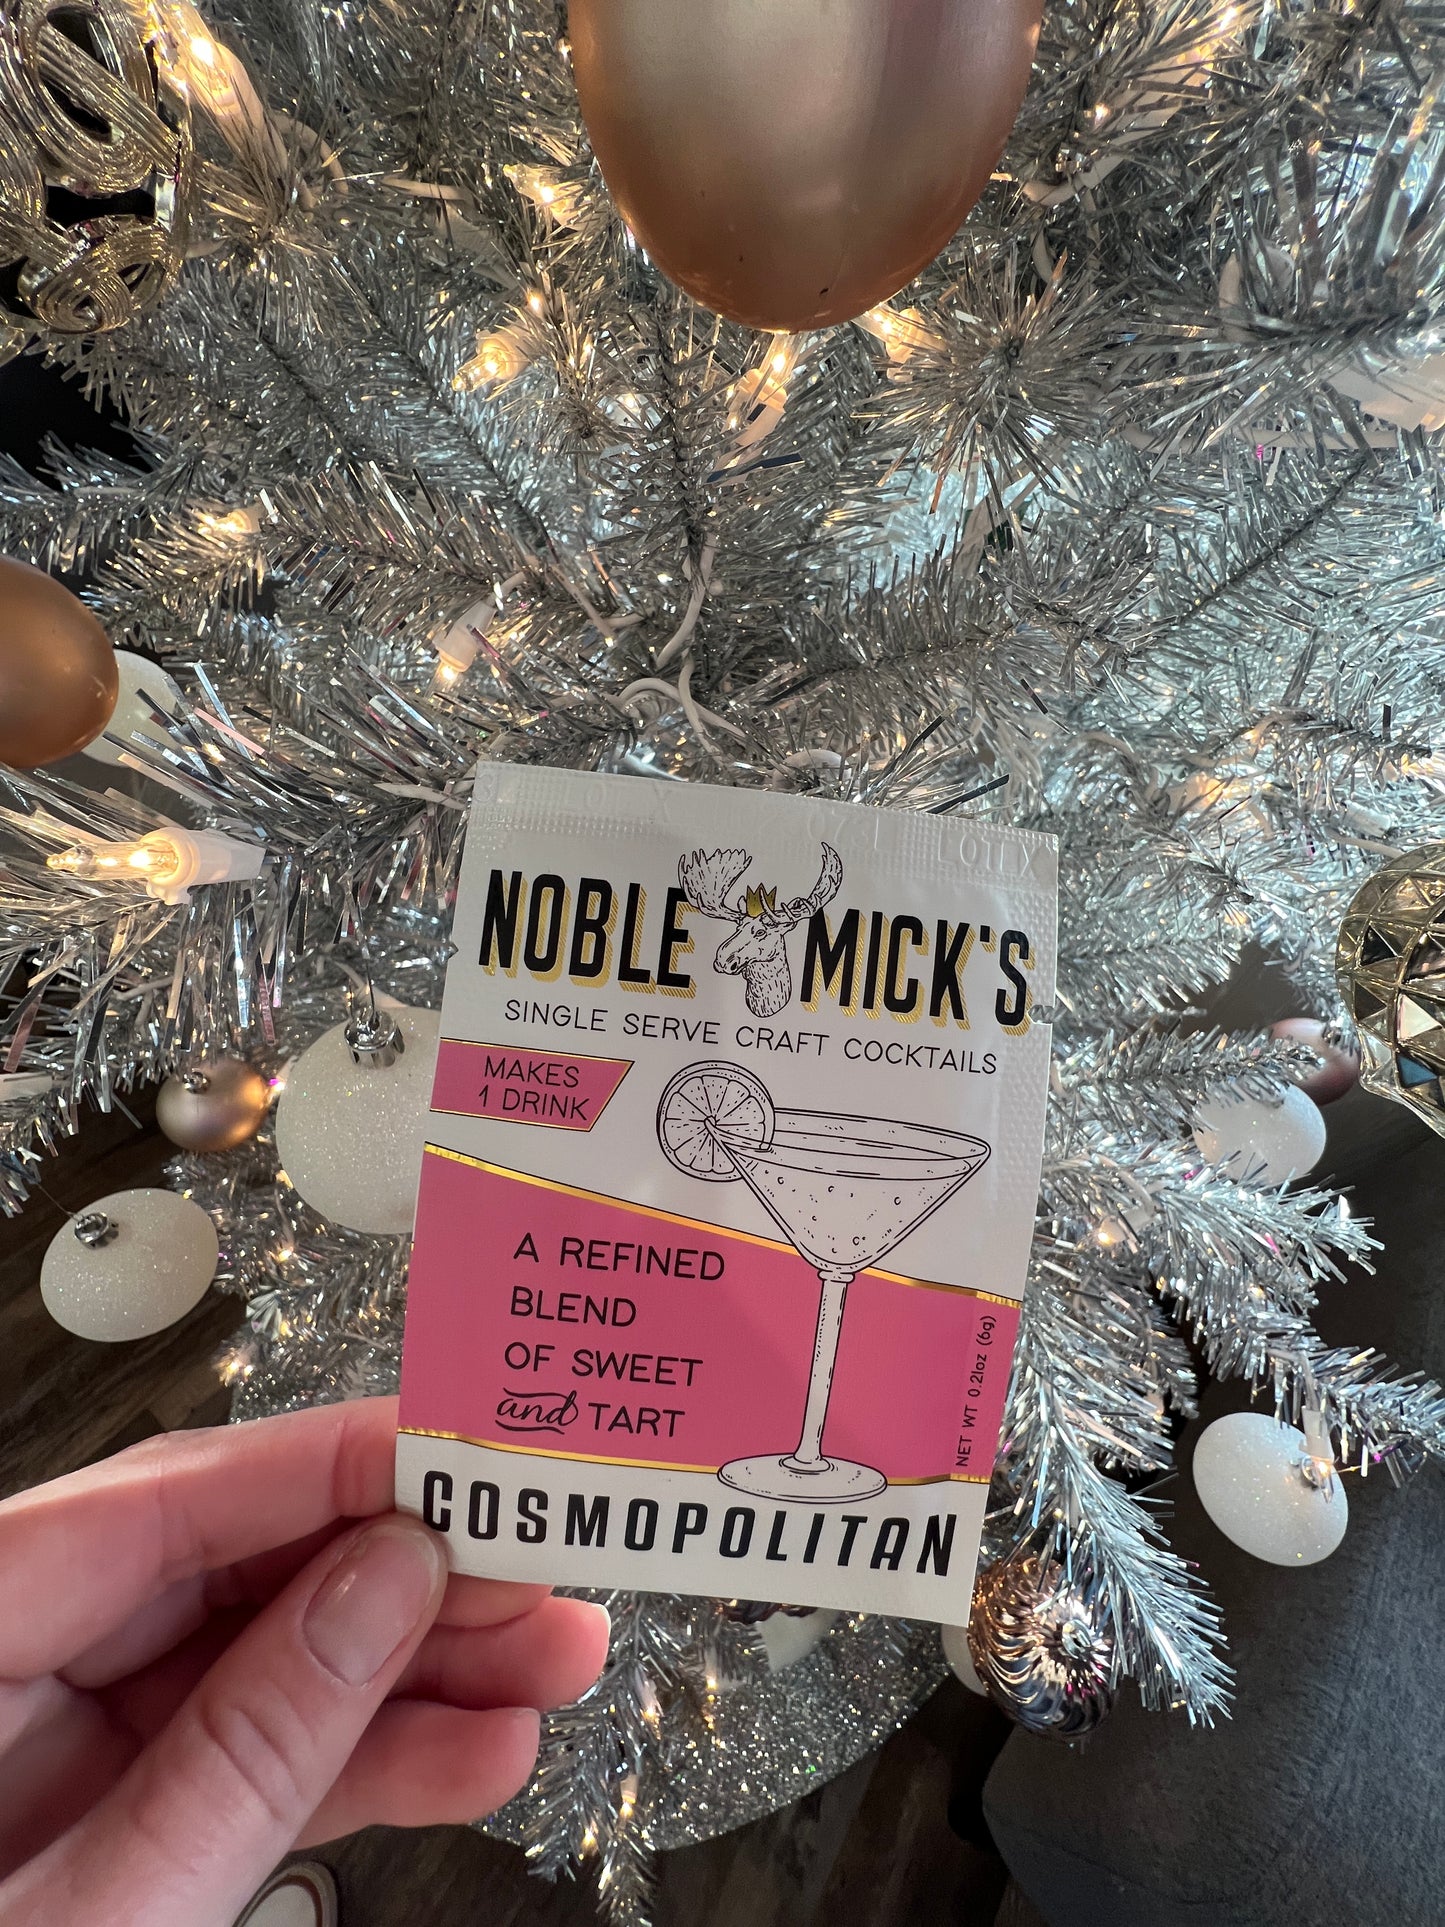 NOBLE MICK'S
SINGLE SERVE CRAFT COCKTAILS
MAKES
1 DRINK
A REFINED
BLEND
OF SWEET
and TART
NET WT 0.21oz (6g)
COSMOPOLITAN